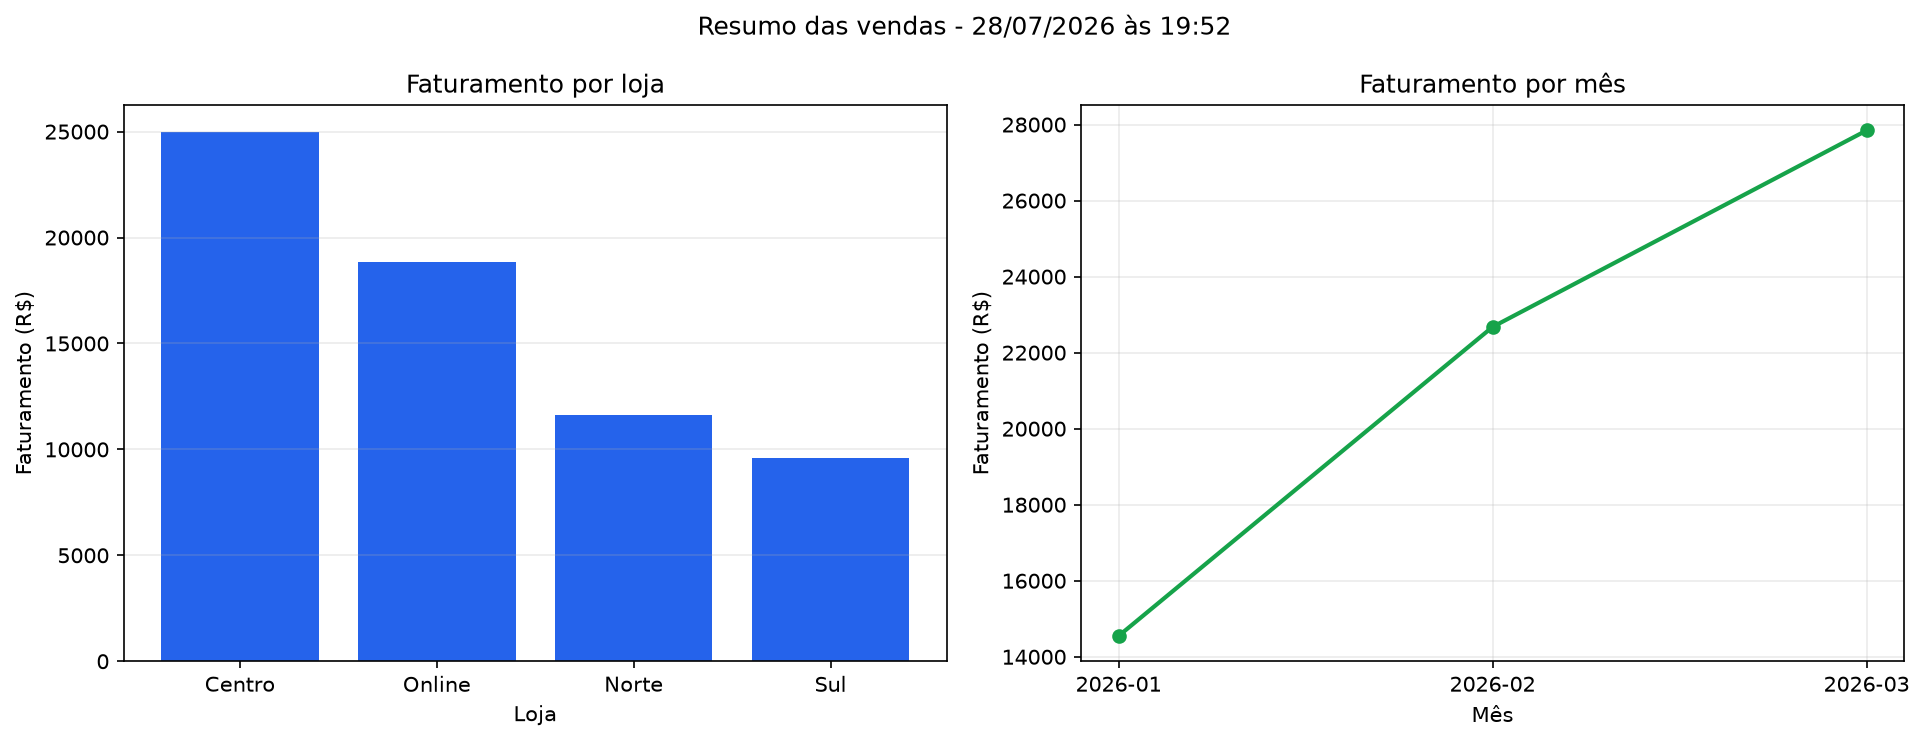 Resumo das vendas - 28/07/2026 às 19:52
Faturamento por loja
Faturamento (R$)
25000
20000
15000
10000
5000
0
Centro
Online
Norte
Sul
Loja
Faturamento por mês
Faturamento (R$)
28000
26000
24000
22000
20000
18000
16000
14000
2026-01
2026-02
2026-03
Mês